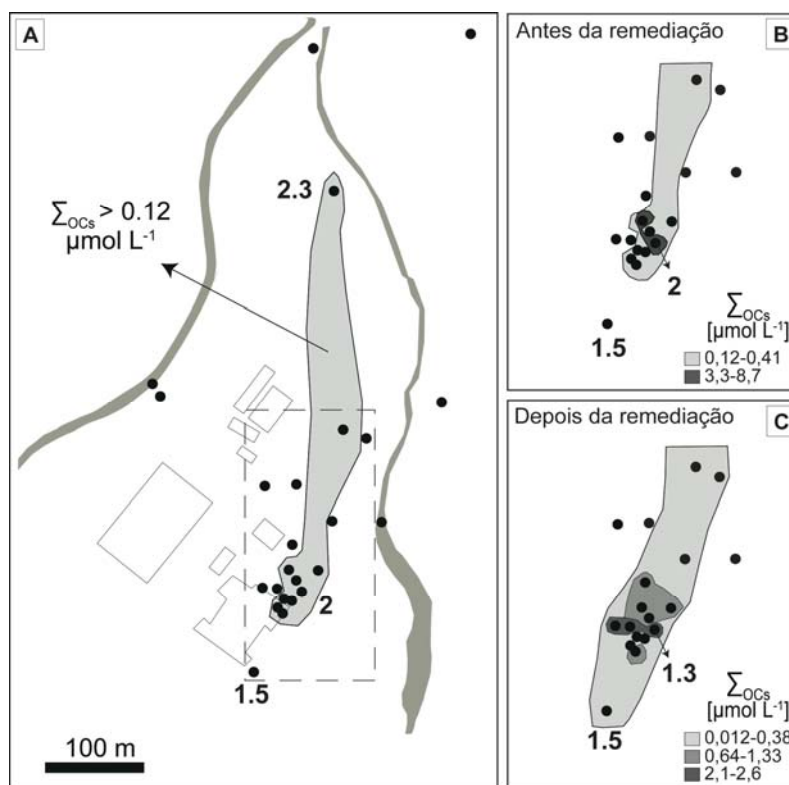 A
2.3
∑OCs > 0.12
µmol L-1
2
1.5
100 m
Antes da remediação
B
2
1.5
∑OCs
[µmol L-1]
0,12-0,41
3,3-8,7
Depois da remediação
C
1.3
1.5
∑OCs
[µmol L-1]
0,012-0,38
0,64-1,33
2,1-2,6